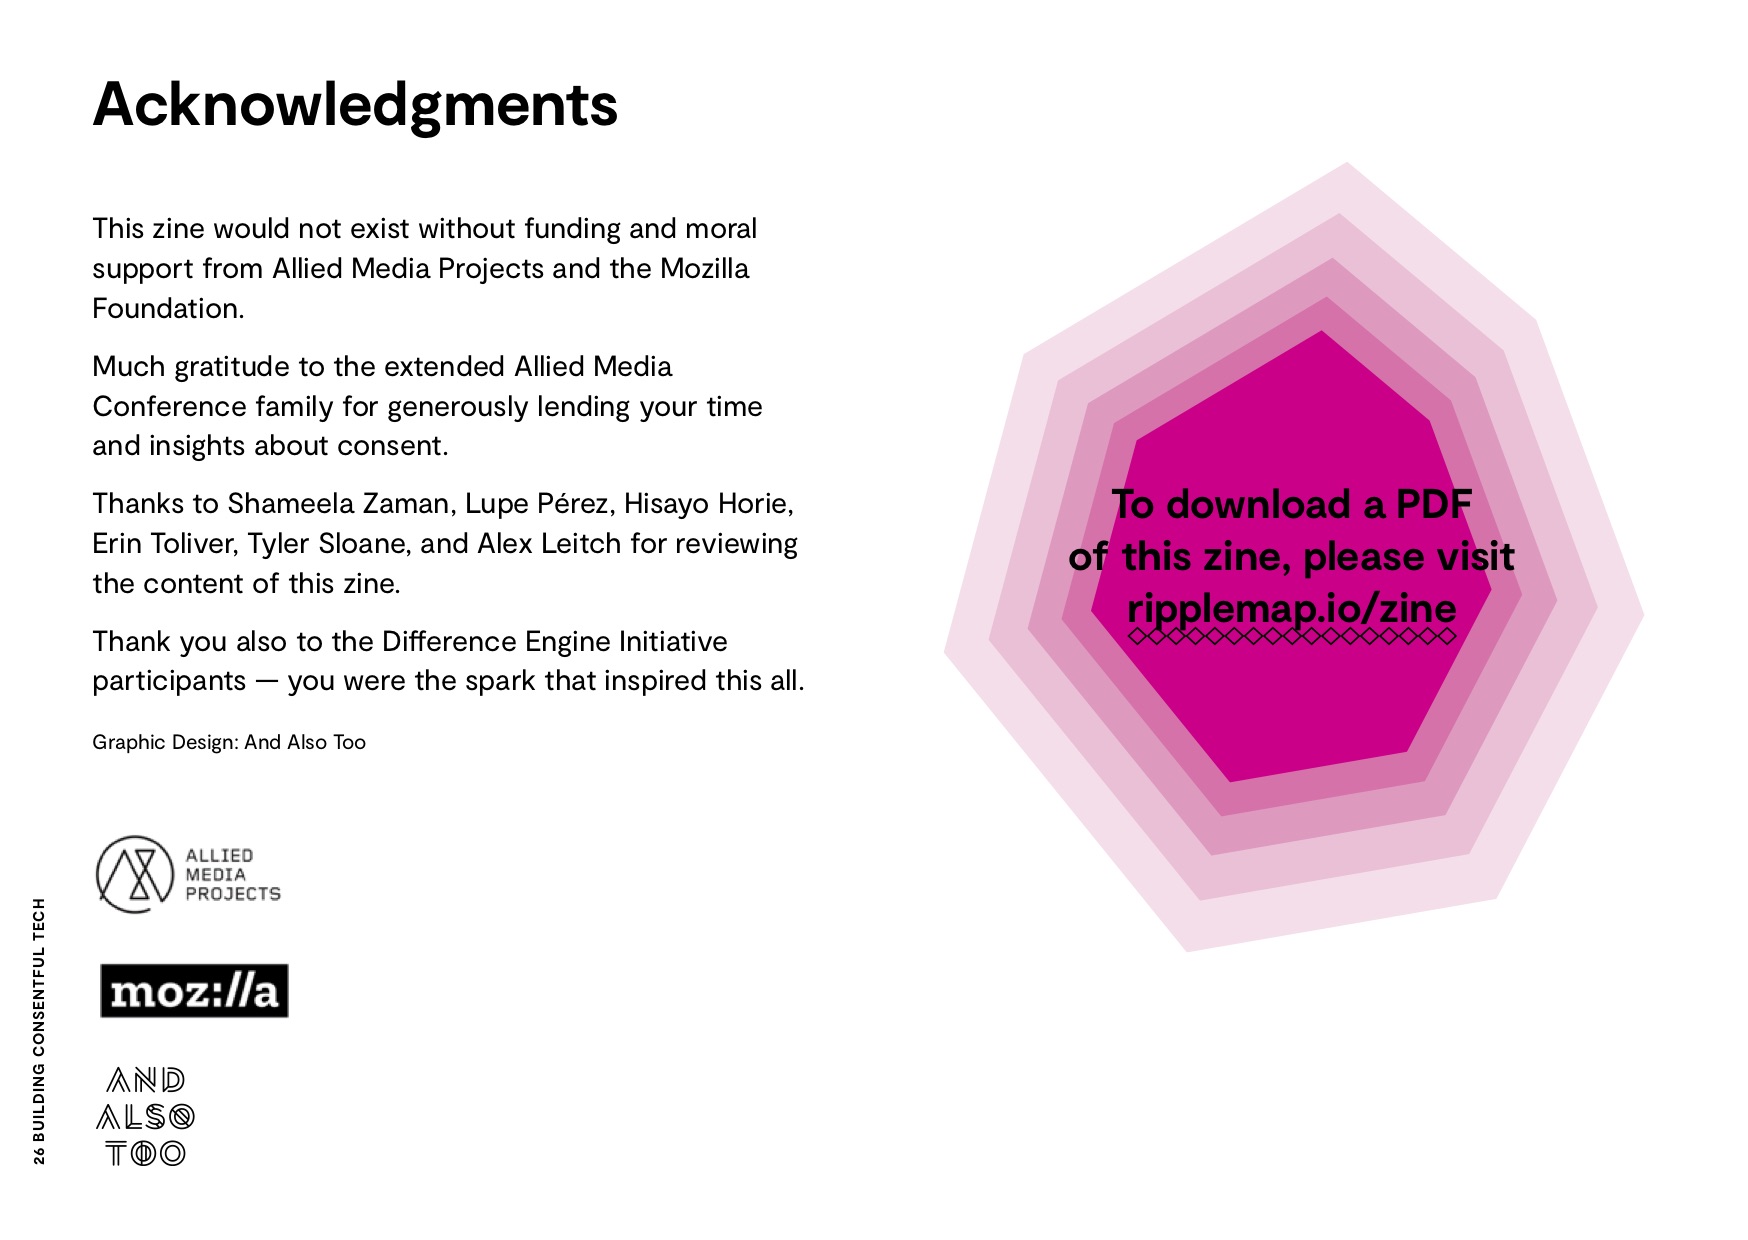 Acknowledgments
This zine would not exist without funding and moral
support from Allied Media Projects and the Mozilla
Foundation.
Much gratitude to the extended Allied Media
Conference family for generously lending your time
and insights about consent.
Thanks to Shameela Zaman, Lupe Pérez, Hisayo Horie,
Erin Toliver, Tyler Sloane, and Alex Leitch for reviewing
the content of this zine.
Thank you also to the Difference Engine Initiative
participants — you were the spark that inspired this all.
Graphic Design: And Also Too
ALLIED
MEDIA
PROJECTS
moz://a
AND
ALSO
TOO
26 BUILDING CONSENTFUL TECH
To download a PDF
of this zine, please visit
ripplemap.io/zine